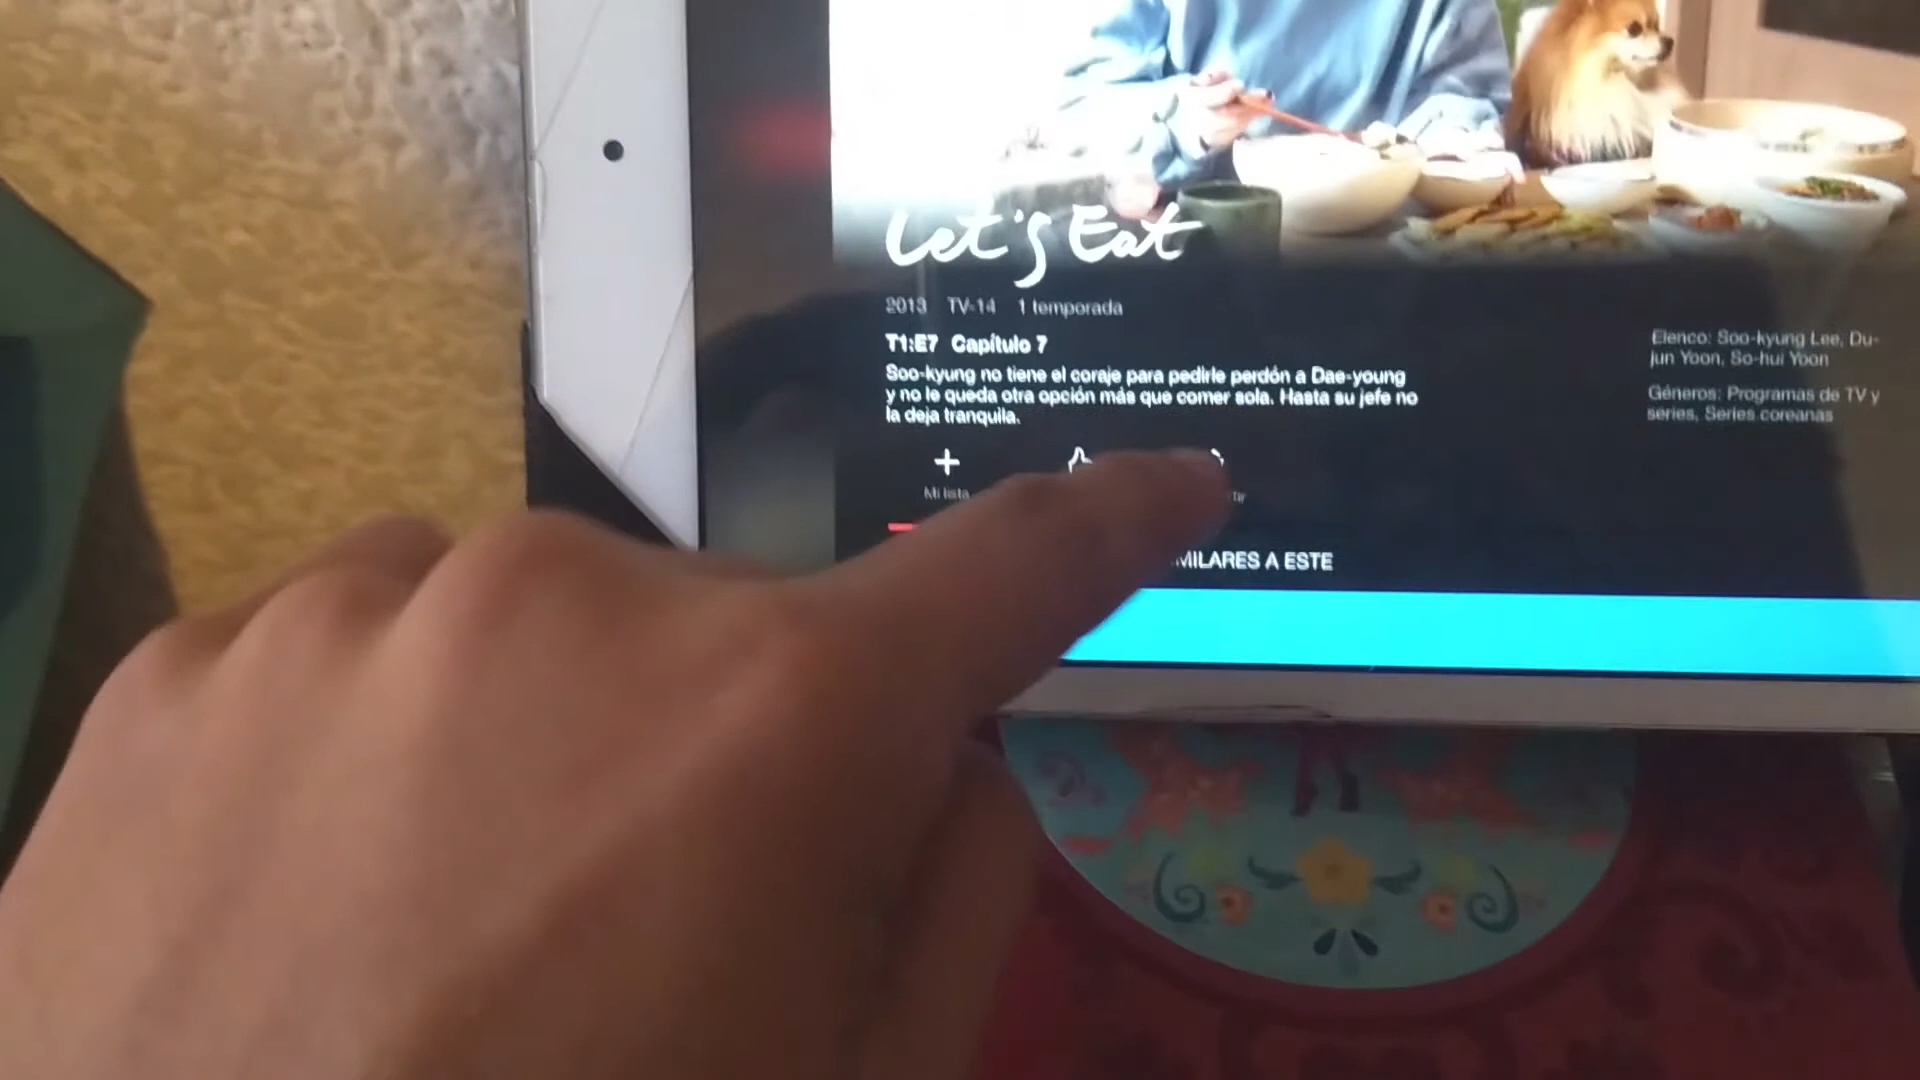 Let's Eat
2013 TV-14 1 temporada
T1:E7 Capítulo 7
Soo-kyung no tiene el coraje para pedirle perdón a Dae-young
y no le queda otra opción más que comer sola. Hasta su jefe no
la deja tranquila.
Elenco: Soo-kyung Lee, Du-
jun Yoon, So-hui Yoon
Géneros: Programas de TV y
series, Series coreanas
Mi lista
tir
MILARES A ESTE